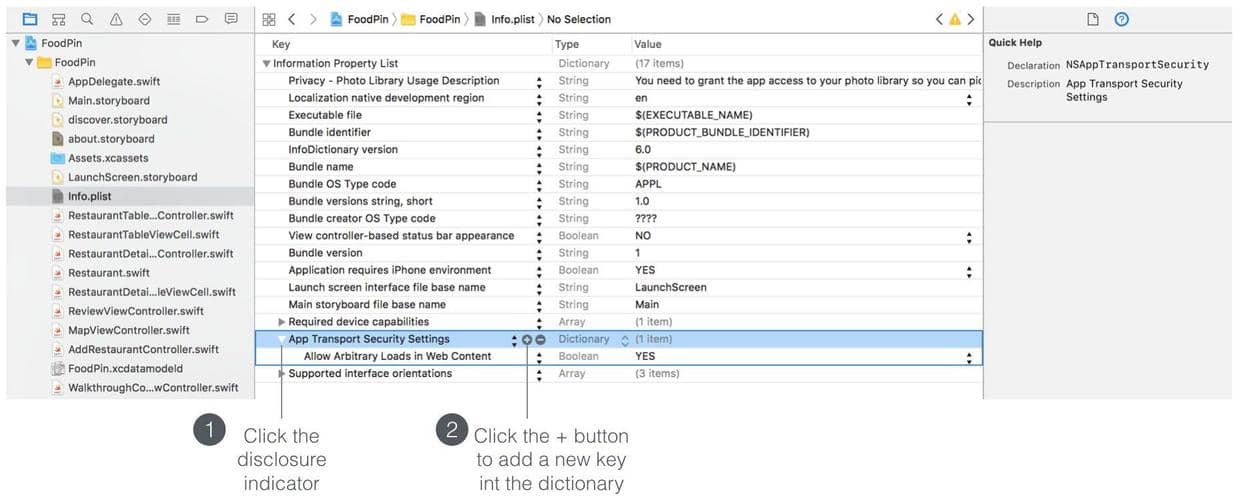 FoodPin FoodPin Info.plist No Selection
FoodPin
FoodPin
AppDelegate.swift
Main.storyboard
discover.storyboard
about.storyboard
Assets.xcassets
LaunchScreen.storyboard
Info.plist
RestaurantTable...Controller.swift
RestaurantTableViewCell.swift
RestaurantDetai...Controller.swift
Restaurant.swift
RestaurantDetai...leViewCell.swift
ReviewViewController.swift
MapViewController.swift
AddRestaurantController.swift
FoodPin.xcdatamodeld
WalkthroughCo...wController.swift
Key Type Value
Information Property List Dictionary (17 items)
Privacy - Photo Library Usage Description String You need to grant the app access to your photo library so you can pic
Localization native development region String en
Executable file String $(EXECUTABLE_NAME)
Bundle identifier String $(PRODUCT_BUNDLE_IDENTIFIER)
InfoDictionary version String 6.0
Bundle name String $(PRODUCT_NAME)
Bundle OS Type code String APPL
Bundle versions string, short String 1.0
Bundle creator OS Type code String ????
View controller-based status bar appearance Boolean NO
Bundle version String 1
Application requires iPhone environment Boolean YES
Launch screen interface file base name String LaunchScreen
Main storyboard file base name String Main
Required device capabilities Array (1 item)
App Transport Security Settings Dictionary (1 item)
Allow Arbitrary Loads in Web Content Boolean YES
Supported interface orientations Array (3 items)
Quick Help
Declaration NSAppTransportSecurity
Description App Transport Security
Settings
1 Click the
disclosure
indicator
2 Click the + button
to add a new key
int the dictionary